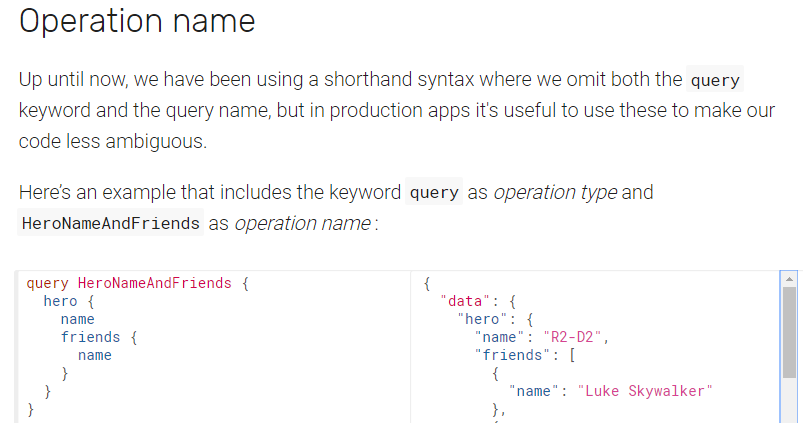 Operation name
Up until now, we have been using a shorthand syntax where we omit both the query
keyword and the query name, but in production apps it's useful to use these to make our
code less ambiguous.
Here’s an example that includes the keyword query as operation type and
HeroNameAndFriends as operation name :
query HeroNameAndFriends {
  hero {
    name
    friends {
      name
    }
  }
}
{
  "data": {
    "hero": {
      "name": "R2-D2",
      "friends": [
        {
          "name": "Luke Skywalker"
        },